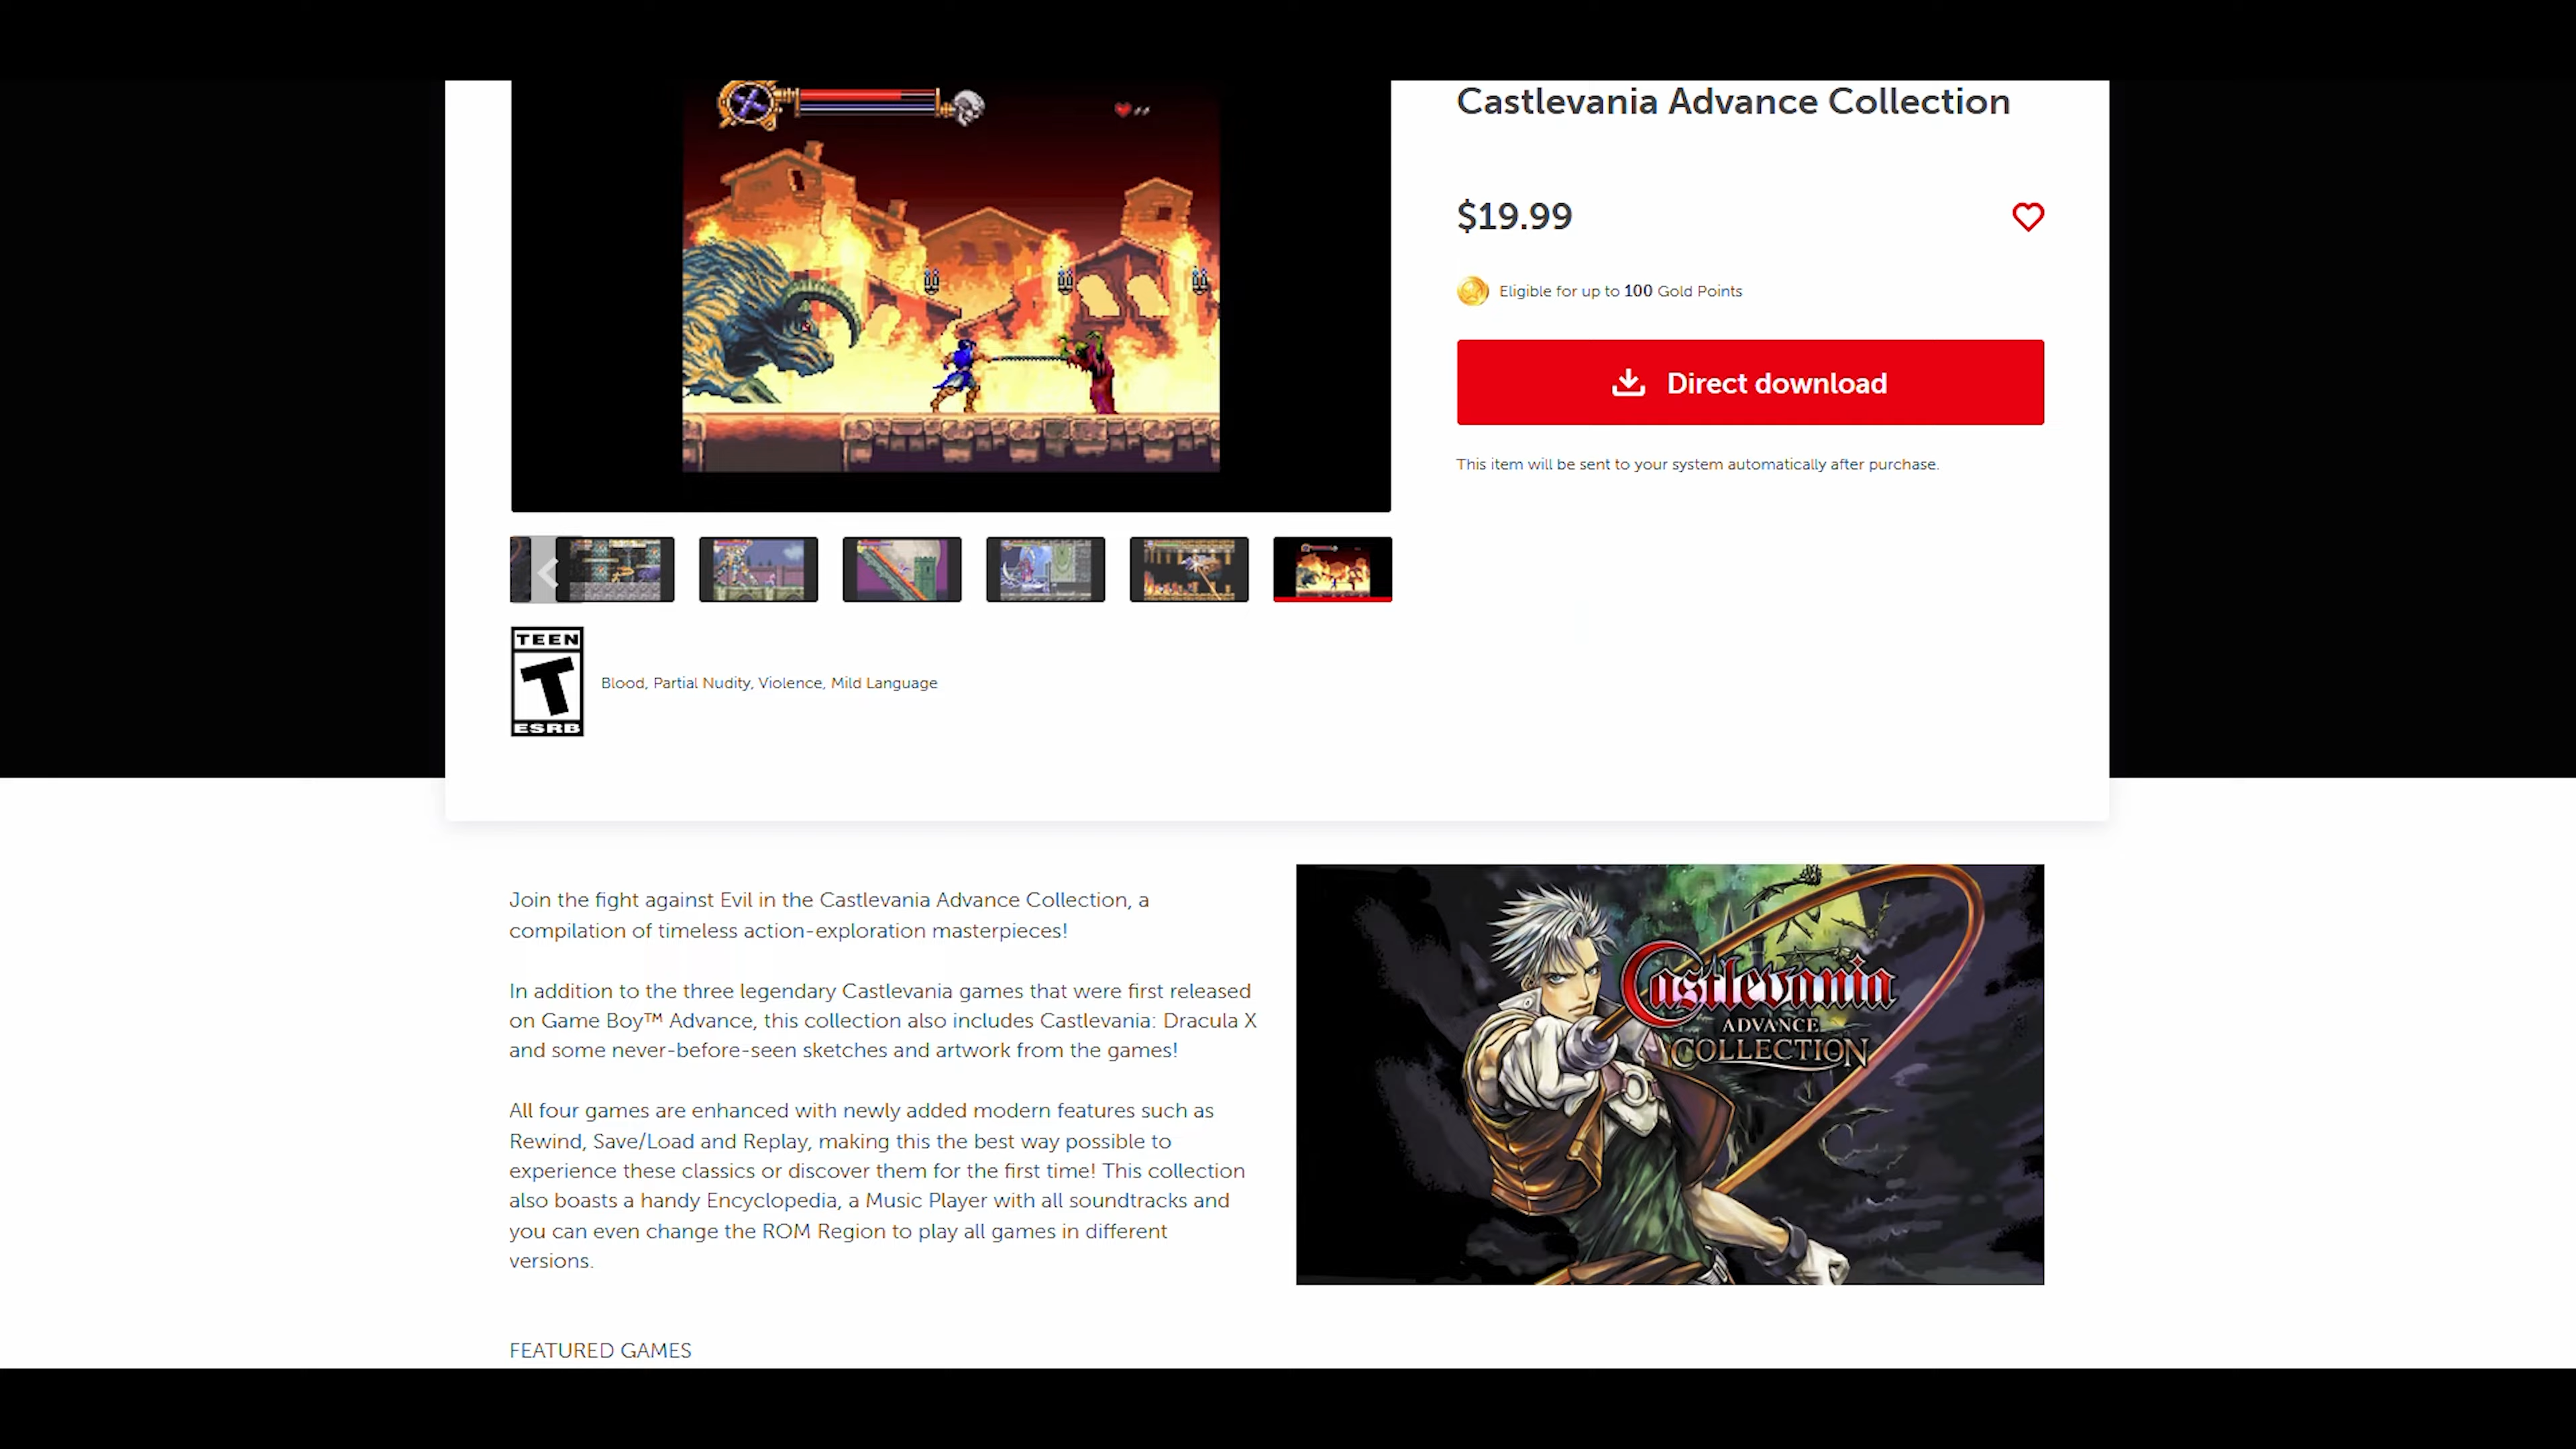 Castlevania Advance Collection
$19.99
Eligible for up to 100 Gold Points
Direct download
This item will be sent to your system automatically after purchase.
TEEN
T
ESRB
Blood, Partial Nudity, Violence, Mild Language
Join the fight against Evil in the Castlevania Advance Collection, a
compilation of timeless action-exploration masterpieces!
In addition to the three legendary Castlevania games that were first released
on Game Boy™ Advance, this collection also includes Castlevania: Dracula X
and some never-before-seen sketches and artwork from the games!
All four games are enhanced with newly added modern features such as
Rewind, Save/Load and Replay, making this the best way possible to
experience these classics or discover them for the first time! This collection
also boasts a handy Encyclopedia, a Music Player with all soundtracks and
you can even change the ROM Region to play all games in different
versions.
Castlevania
ADVANCE
COLLECTION
FEATURED GAMES